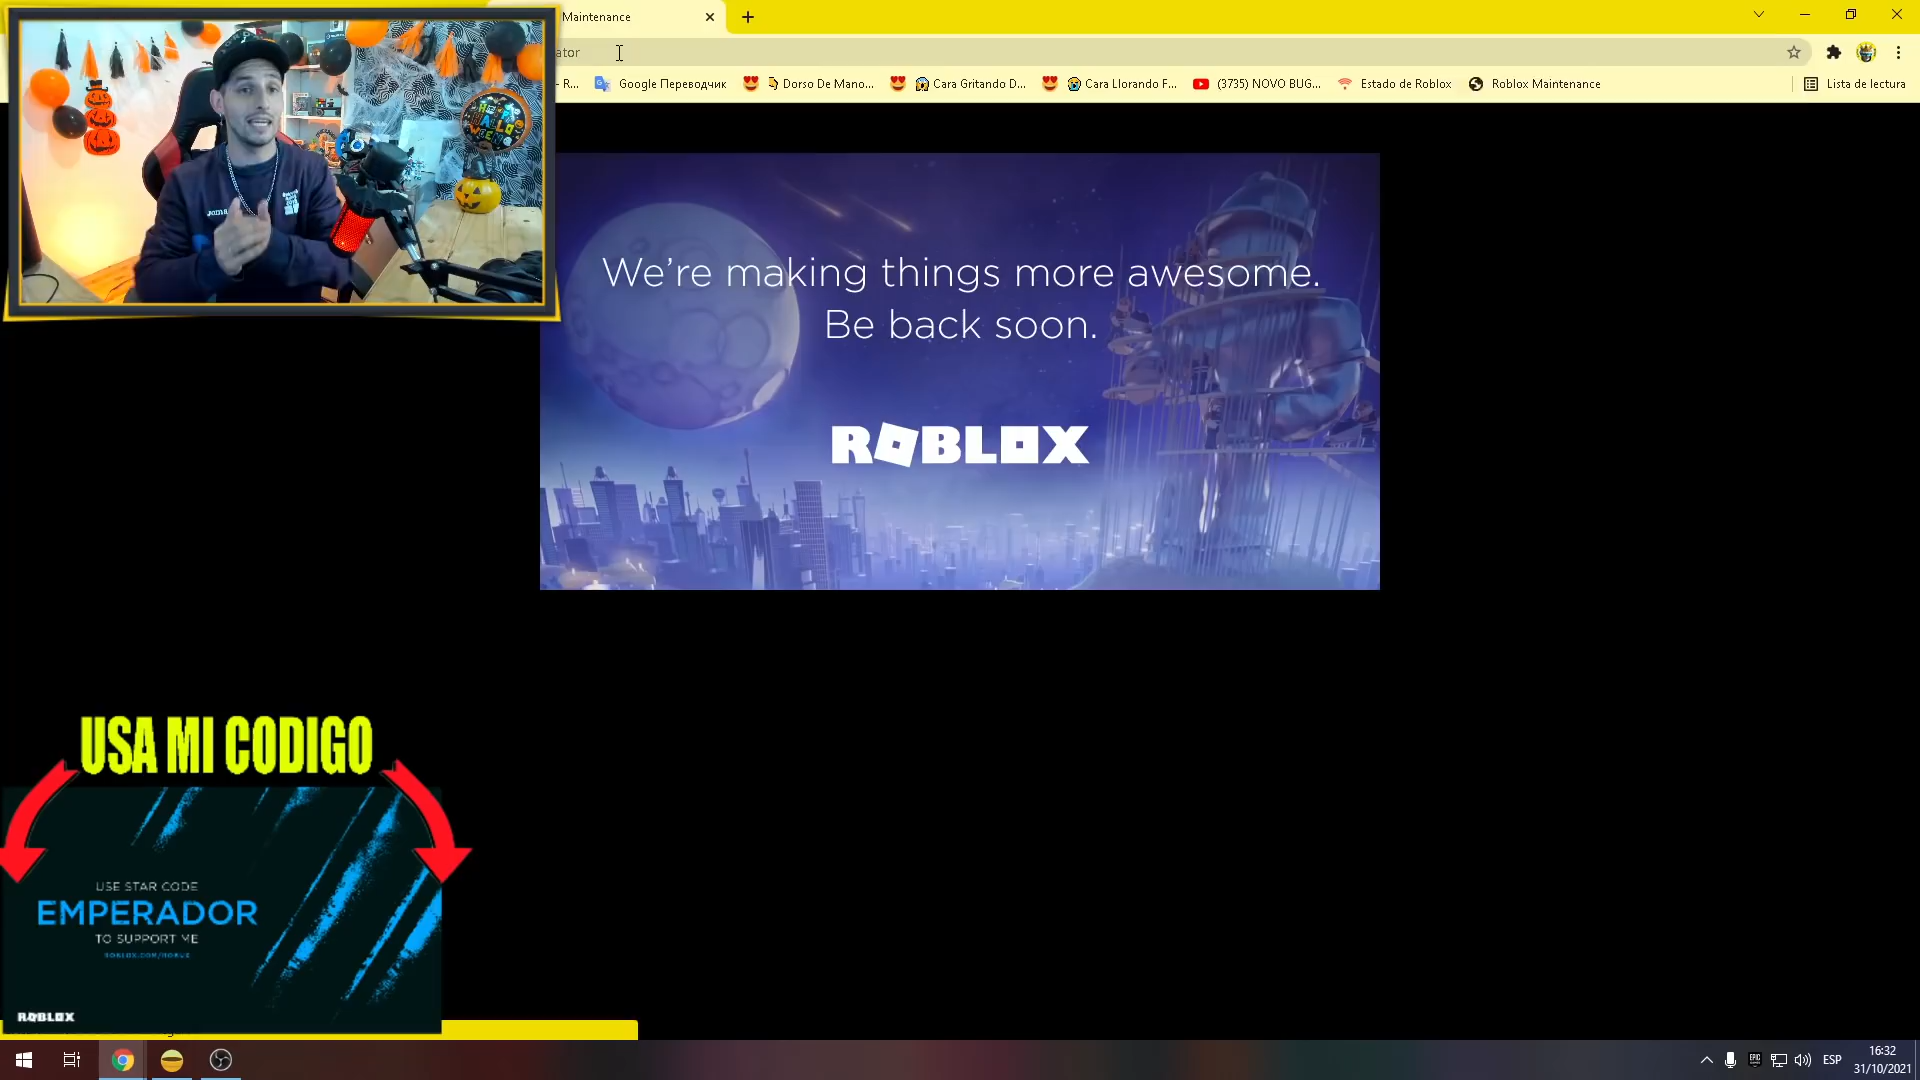 Maintenance
ator
- R...
Google Переводчик
Dorso De Mano...
Cara Gritando D...
Cara Llorando F...
(3735) NOVO BUG...
Estado de Roblox
Roblox Maintenance
Lista de lectura
We're making things more awesome.
Be back soon.
ROBLOX
USA MI CODIGO
USE STAR CODE
EMPERADOR
TO SUPPORT ME
ROBLOX
ESP
16:32
31/10/2021